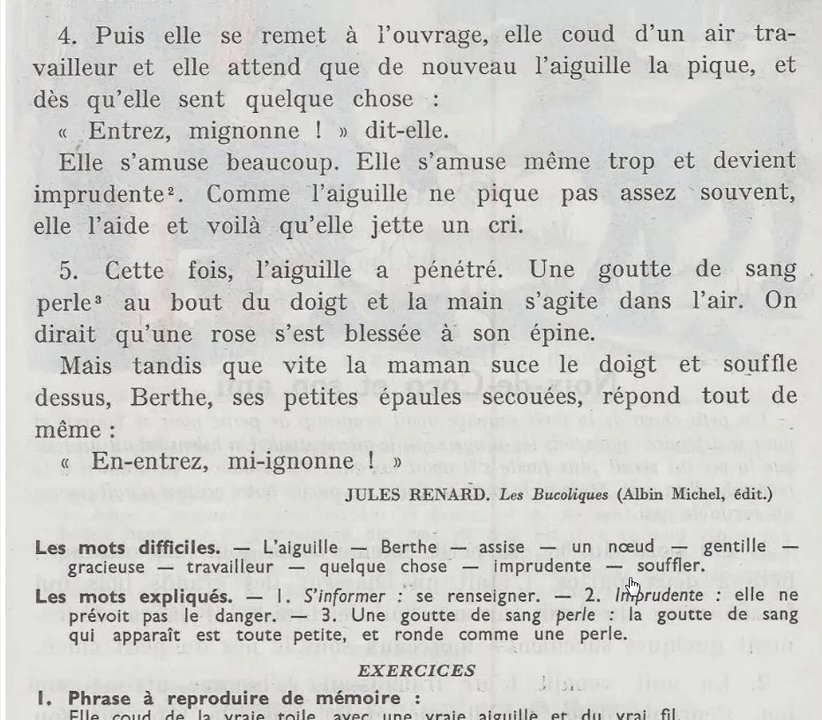 4. Puis elle se remet à l'ouvrage, elle coud d'un air tra-
vailleur et elle attend que de nouveau l'aiguille la pique, et
dès qu'elle sent quelque chose :
« Entrez, mignonne ! » dit-elle.
Elle s'amuse beaucoup. Elle s'amuse même trop et devient
imprudente². Comme l'aiguille ne pique pas assez souvent,
elle l'aide et voilà qu'elle jette un cri.
5. Cette fois, l'aiguille a pénétré. Une goutte de sang
perle³ au bout du doigt et la main s'agite dans l'air. On
dirait qu'une rose s'est blessée à son épine.
Mais tandis que vite la maman suce le doigt et souffle
dessus, Berthe, ses petites épaules secouées, répond tout de
même :
« En-entrez, mi-ignonne ! »
JULES RENARD. Les Bucoliques (Albin Michel, édit.)
Les mots difficiles. — L'aiguille — Berthe — assise — un nœud — gentille —
gracieuse — travailleur — quelque chose — imprudente — souffler.
Les mots expliqués. — 1. S'informer : se renseigner. — 2. Imprudente : elle ne
prévoit pas le danger. — 3. Une goutte de sang perle : la goutte de sang
qui apparaît est toute petite, et ronde comme une perle.
EXERCICES
1. Phrase à reproduire de mémoire :
Elle coud de la vraie toile avec une vraie aiguille et du vrai fil.